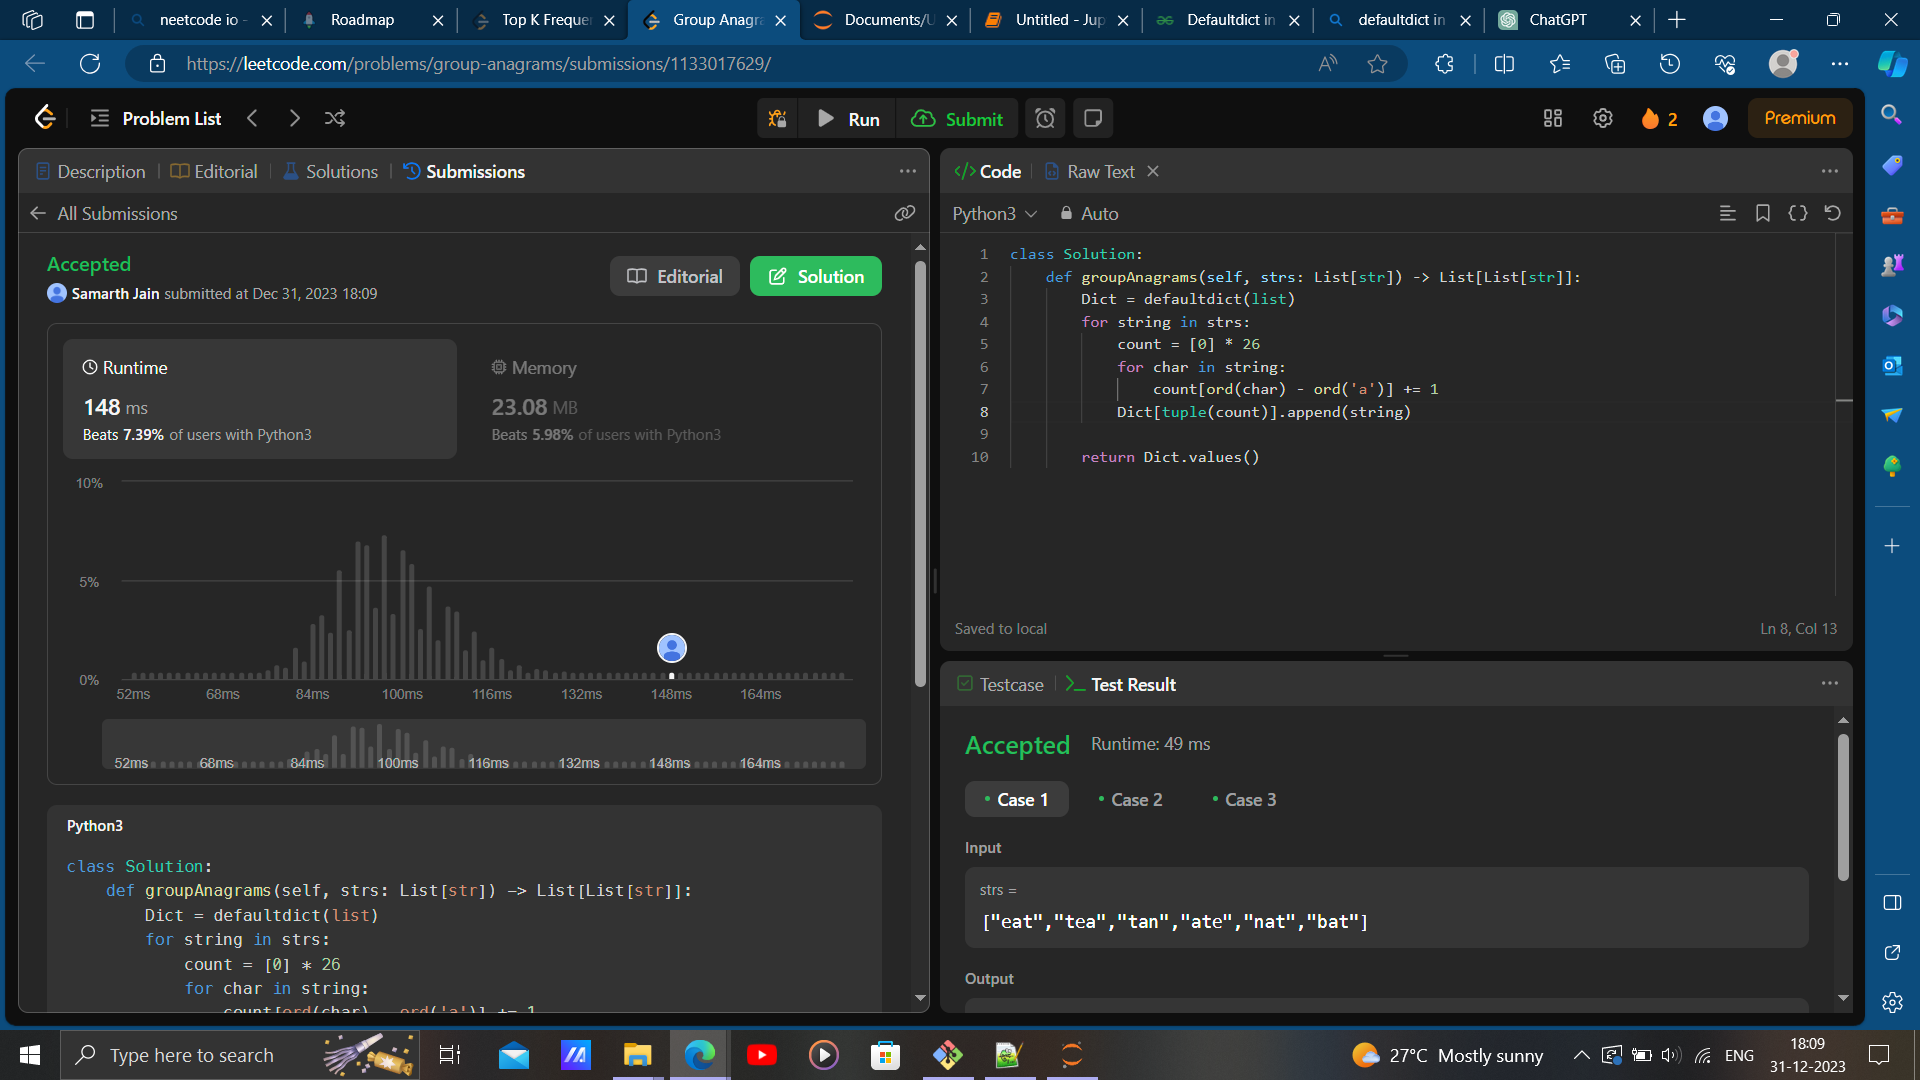 neetcode io -
Roadmap
Top K Freque
Group Anagra
Documents/U
Untitled - Jup
Defaultdict in
defaultdict in
ChatGPT
https://leetcode.com/problems/group-anagrams/submissions/1133017629/
Problem List
Run
Submit
2
Premium
Description
Editorial
Solutions
Submissions
All Submissions
Accepted
Samarth Jain submitted at Dec 31, 2023 18:09
Editorial
Solution
Runtime
148 ms
Beats 7.39% of users with Python3
Memory
23.08 MB
Beats 5.98% of users with Python3
10%
5%
0%
52ms 68ms 84ms 100ms 116ms 132ms 148ms 164ms
52ms 68ms 84ms 100ms 116ms 132ms 148ms 164ms
Python3
class Solution:
def groupAnagrams(self, strs: List[str]) -> List[List[str]]:
Dict = defaultdict(list)
for string in strs:
count = [0] * 26
for char in string:
count[ord(char) - ord('a')] += 1
Code
Raw Text
Python3
Auto
1 class Solution:
2 def groupAnagrams(self, strs: List[str]) -> List[List[str]]:
3 Dict = defaultdict(list)
4 for string in strs:
5 count = [0] * 26
6 for char in string:
7 count[ord(char) - ord('a')] += 1
8 Dict[tuple(count)].append(string)
9
10 return Dict.values()
Saved to local
Ln 8, Col 13
Testcase
Test Result
Accepted
Runtime: 49 ms
Case 1
Case 2
Case 3
Input
strs =
["eat","tea","tan","ate","nat","bat"]
Output
Type here to search
27°C Mostly sunny
ENG
18:09
31-12-2023